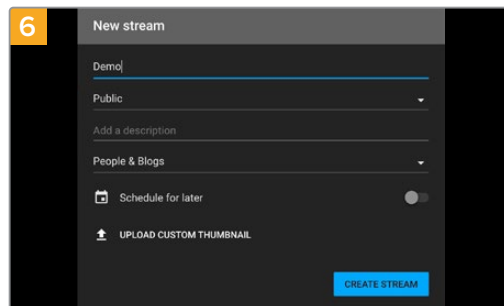 6
New stream
Demo
Public
Add a description
People & Blogs
Schedule for later
UPLOAD CUSTOM THUMBNAIL
CREATE STREAM